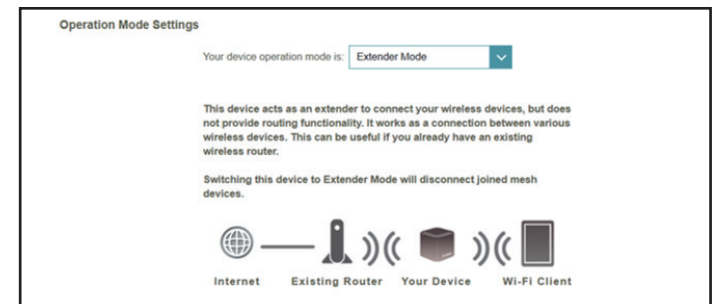 Operation Mode Settings
Your device operation mode is: Extender Mode
This device acts as an extender to connect your wireless devices, but does
not provide routing functionality. It works as a connection between various
wireless devices. This can be useful if you already have an existing
wireless router.
Switching this device to Extender Mode will disconnect joined mesh
devices.
Internet Existing Router Your Device Wi-Fi Client